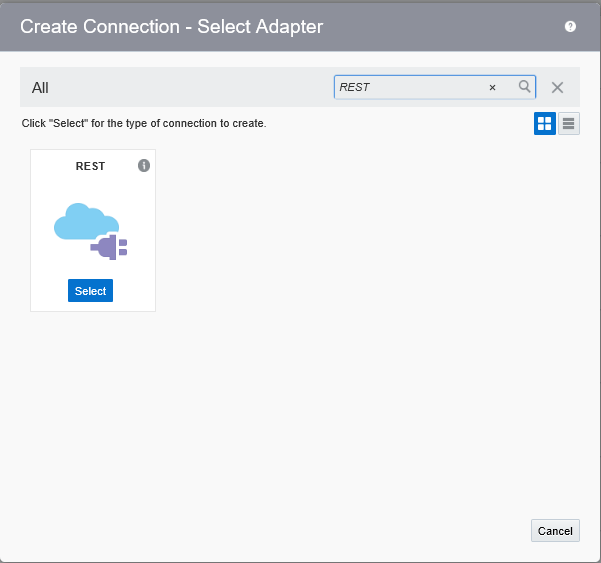 Create Connection - Select Adapter
All
REST
Click "Select" for the type of connection to create.
REST
Select
Cancel